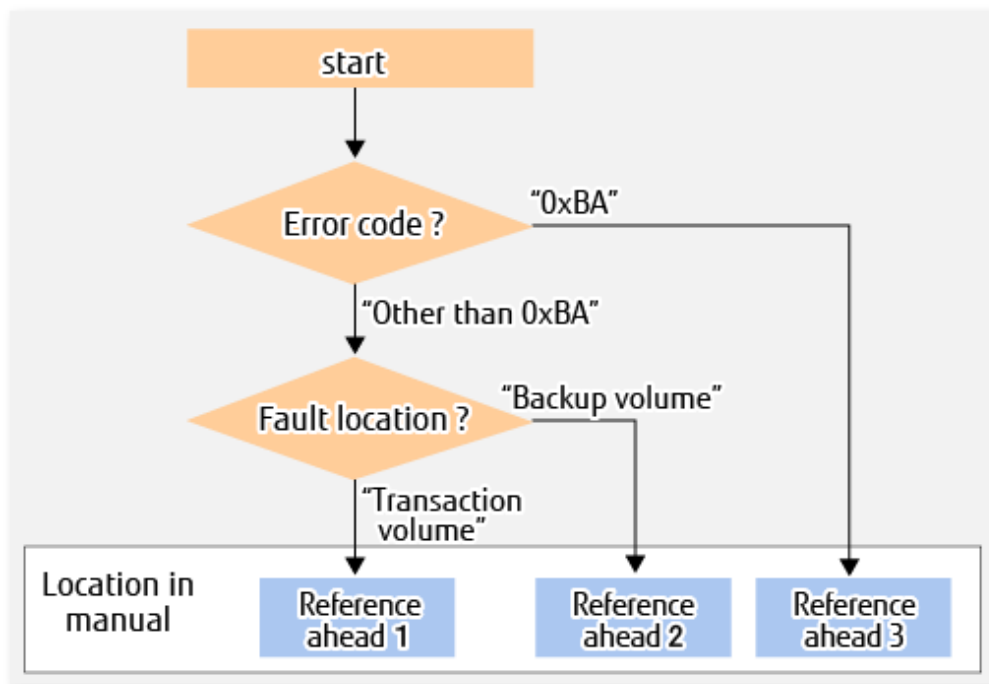 start
Error code ?
“0xBA”
“Other than 0xBA”
Fault location ?
“Backup volume”
“Transaction
volume”
Location in
manual
Reference
ahead 1
Reference
ahead 2
Reference
ahead 3